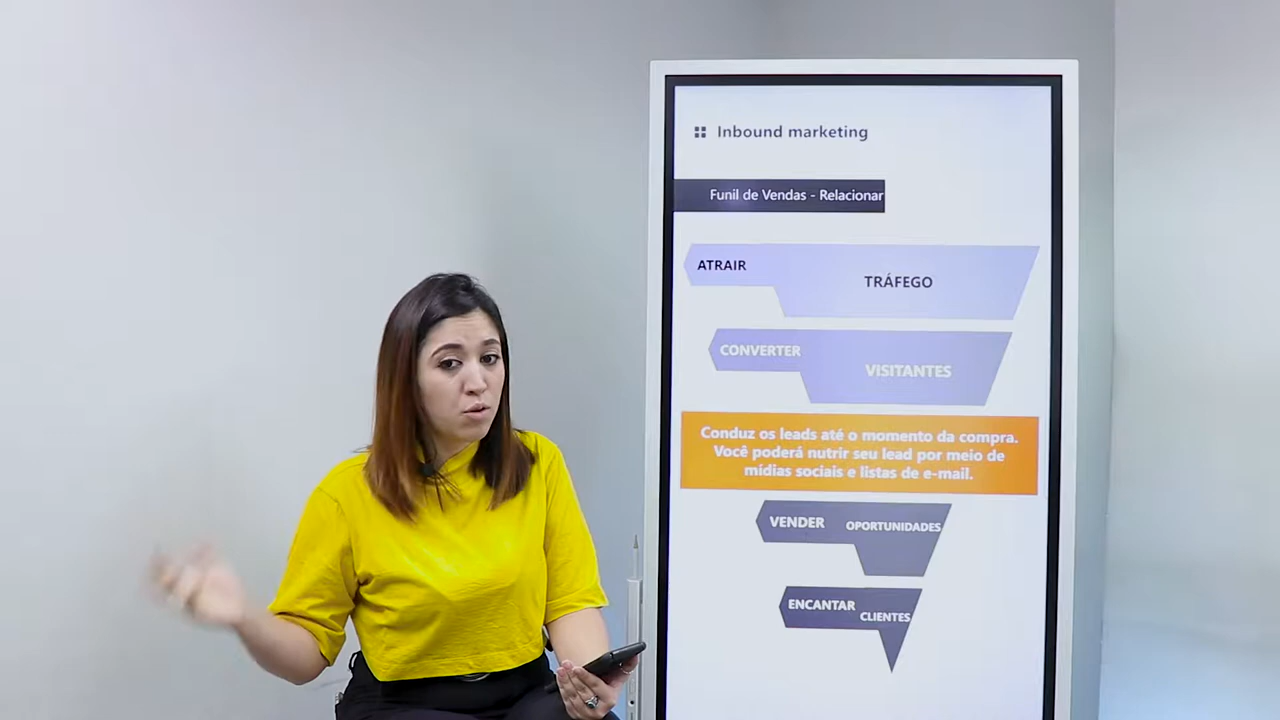 Inbound marketing
Funil de Vendas - Relacionar
ATRAIR
TRÁFEGO
CONVERTER
VISITANTES
Conduz os leads até o momento da compra.
Você poderá nutrir seu lead por meio de
mídias sociais e listas de e-mail.
VENDER
OPORTUNIDADES
ENCANTAR
CLIENTES